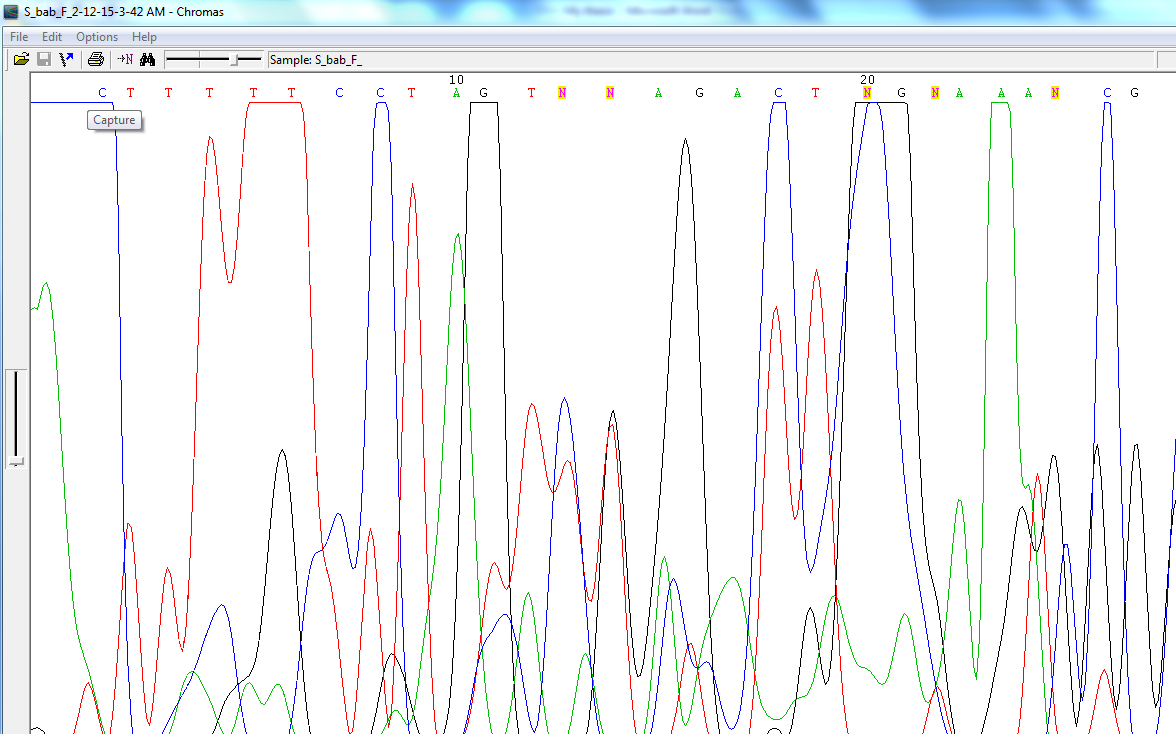 S_bab_F_2-12-15-3-42 AM - Chromas
File Edit Options Help
→N Sample: S_bab_F_
10 20
C T T T T T C C T A G T N N A G A C T N G N A A A N C G
Capture